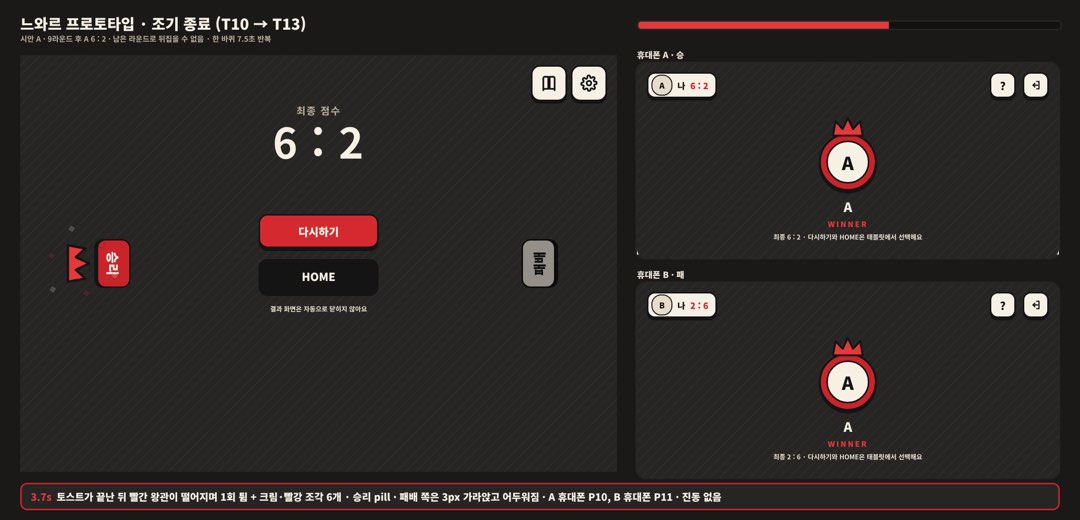 느와르 프로토타입 · 조기 종료 (T10 → T13)
시안 A · 9라운드 후 A 6 : 2 · 남은 라운드로 뒤집을 수 없음 · 한 바퀴 7.5초 반복
최종 점수
6 : 2
승리
다시하기
HOME
결과 화면은 자동으로 닫히지 않아요
휴대폰 A · 승
A 나 6 : 2
?
A
A
WINNER
최종 6 : 2 · 다시하기와 HOME은 태블릿에서 선택해요
휴대폰 B · 패
B 나 2 : 6
?
A
A
WINNER
최종 2 : 6 · 다시하기와 HOME은 태블릿에서 선택해요
3.7s 토스트가 끝난 뒤 빨간 왕관이 떨어지며 1회 튐 + 크림·빨강 조각 6개 · 승리 pill · 패배 쪽은 3px 가라앉고 어두워짐 · A 휴대폰 P10, B 휴대폰 P11 · 진동 없음